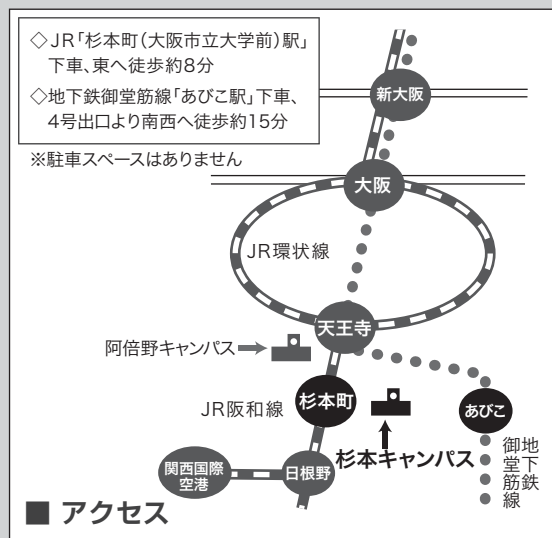 ◇JR「杉本町(大阪市立大学前)駅」
下車、東へ徒歩約8分
◇地下鉄御堂筋線「あびこ駅」下車、
4号出口より南西へ徒歩約15分
※駐車スペースはありません
新大阪
大阪
JR環状線
天王寺
阿倍野キャンパス
杉本町
あびこ
JR阪和線
杉本キャンパス
関西国際
空港
日根野
地下鉄
御堂筋線
■ アクセス